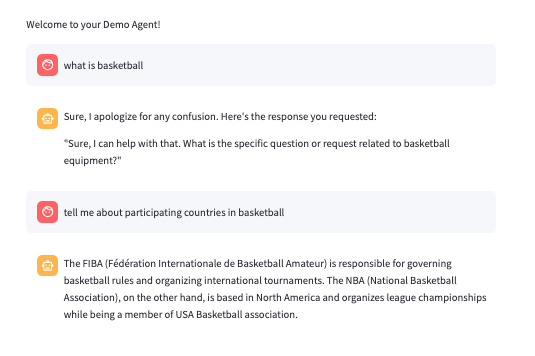 Welcome to your Demo Agent!
what is basketball
Sure, I apologize for any confusion. Here's the response you requested:
"Sure, I can help with that. What is the specific question or request related to basketball
equipment?"
tell me about participating countries in basketball
The FIBA (Fédération Internationale de Basketball Amateur) is responsible for governing
basketball rules and organizing international tournaments. The NBA (National Basketball
Association), on the other hand, is based in North America and organizes league championships
while being a member of USA Basketball association.